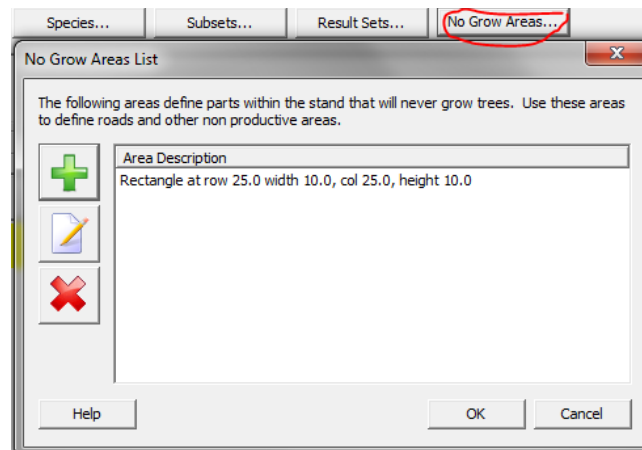 Species... Subsets... Result Sets... No Grow Areas...
No Grow Areas List
The following areas define parts within the stand that will never grow trees. Use these areas
to define roads and other non productive areas.
Area Description
Rectangle at row 25.0 width 10.0, col 25.0, height 10.0
Help OK Cancel